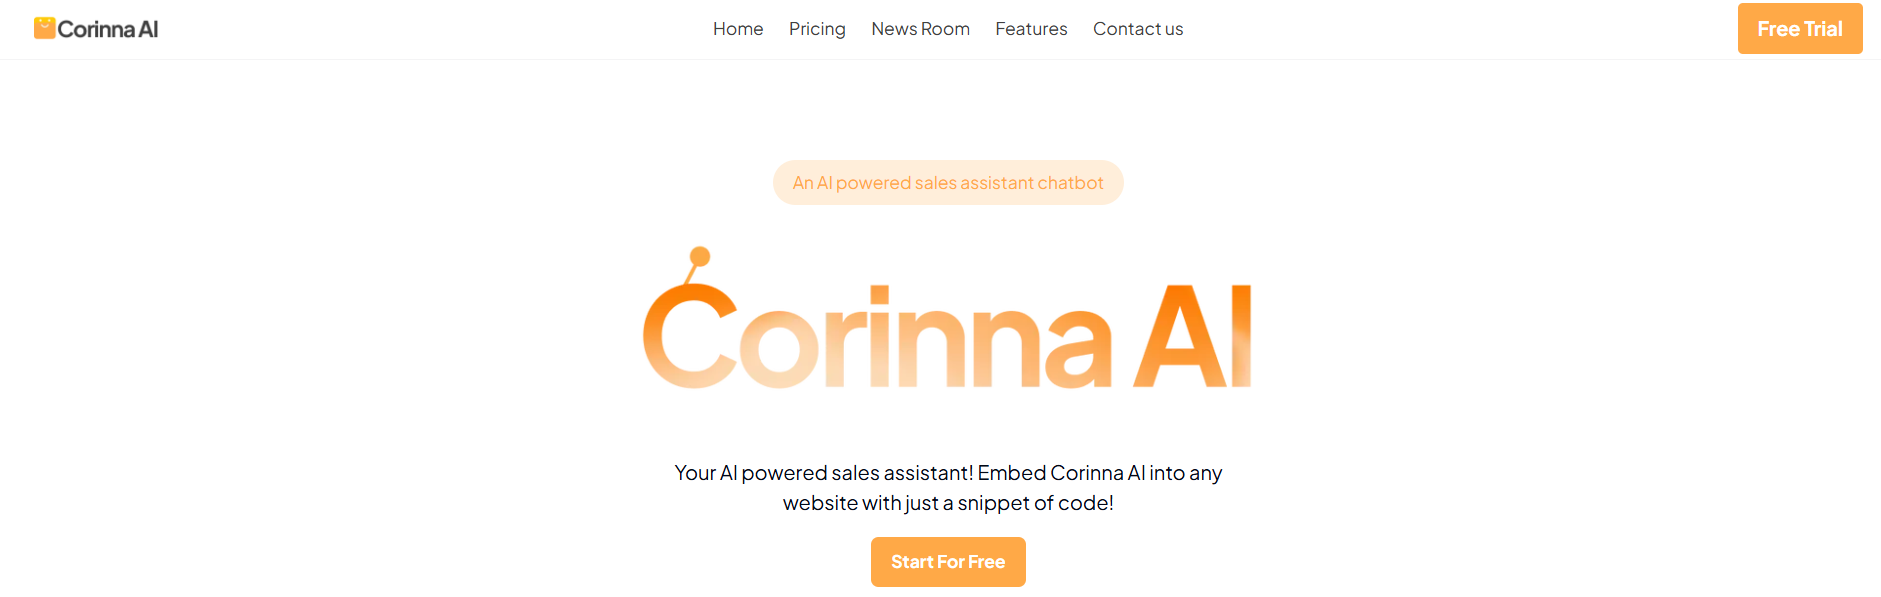 Corinna AI
Home
Pricing
News Room
Features
Contact us
Free Trial
An AI powered sales assistant chatbot
Corinna AI
Your AI powered sales assistant! Embed Corinna AI into any
website with just a snippet of code!
Start For Free